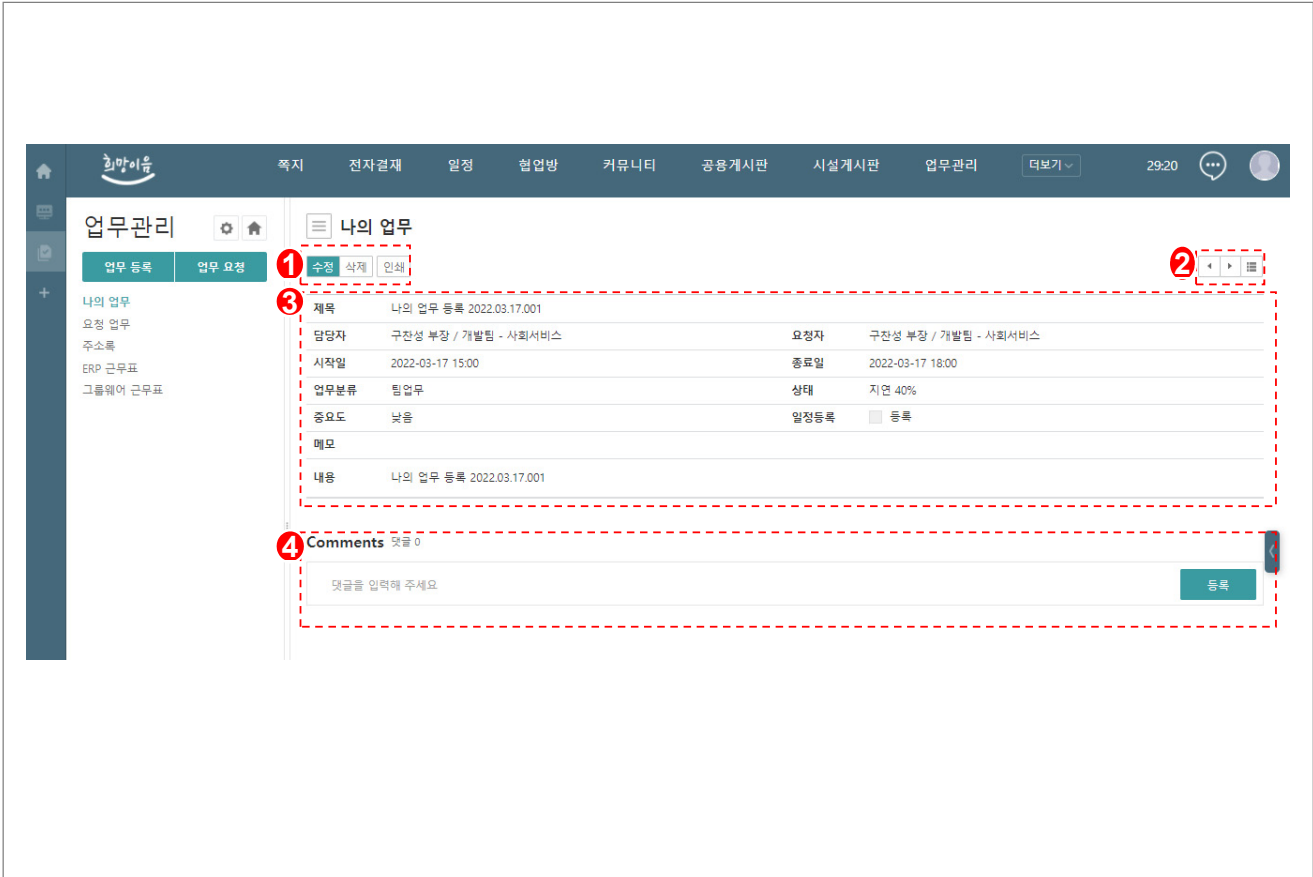 희망이음 쪽지 전자결재 일정 협업방 커뮤니티 공용게시판 시설게시판 업무관리 더보기 29:20
업무관리
업무 등록 업무 요청
나의 업무
요청 업무
주소록
ERP 근무표
그룹웨어 근무표
나의 업무
1 수정 삭제 인쇄 2
3
제목 나의 업무 등록 2022.03.17.001
담당자 구찬성 부장 / 개발팀 - 사회서비스 요청자 구찬성 부장 / 개발팀 - 사회서비스
시작일 2022-03-17 15:00 종료일 2022-03-17 18:00
업무분류 팀업무 상태 지연 40%
중요도 낮음 일정등록 등록
메모
내용 나의 업무 등록 2022.03.17.001
4 Comments 댓글 0
댓글을 입력해 주세요 등록